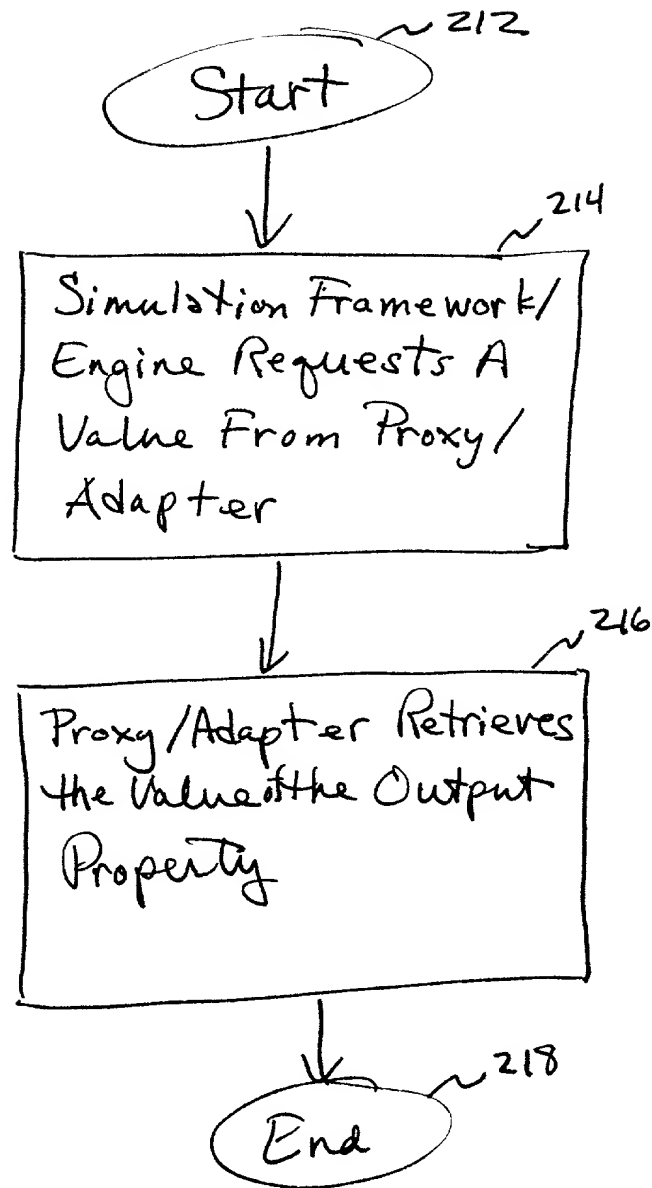 212
Start
214
Simulation Framework/
Engine Requests A
Value From Proxy/
Adapter
216
Proxy/Adapter Retrieves
the Value of the Output
Property
218
End